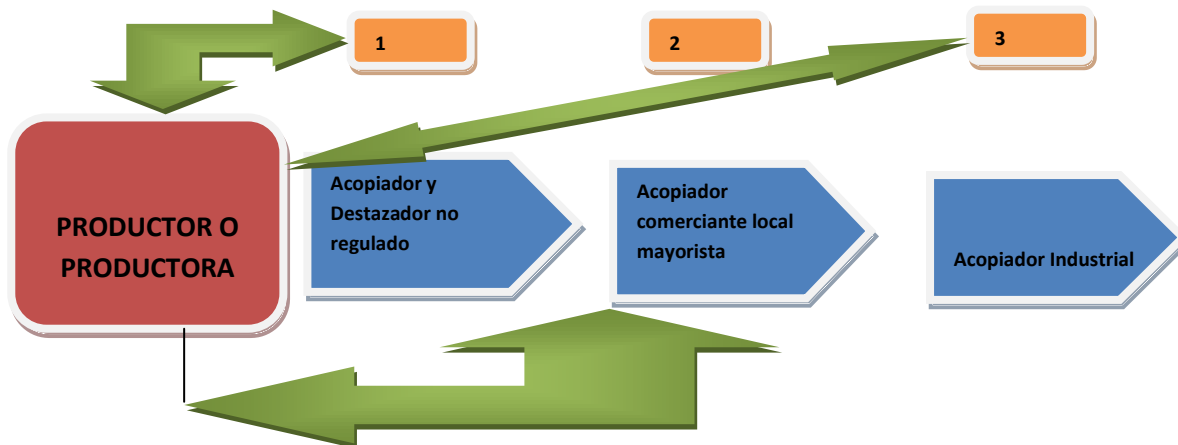 1
2
3
PRODUCTOR O
PRODUCTORA
Acopiador y
Destazador no
regulado
Acopiador
comerciante local
mayorista
Acopiador Industrial